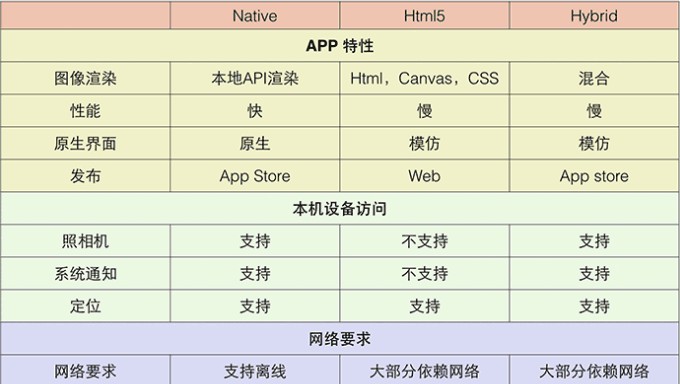 Native Html5 Hybrid
APP 特性
图像渲染 本地API渲染 Html，Canvas，CSS 混合
性能 快 慢 慢
原生界面 原生 模仿 模仿
发布 App Store Web App store
本机设备访问
照相机 支持 不支持 支持
系统通知 支持 不支持 支持
定位 支持 支持 支持
网络要求
网络要求 支持离线 大部分依赖网络 大部分依赖网络